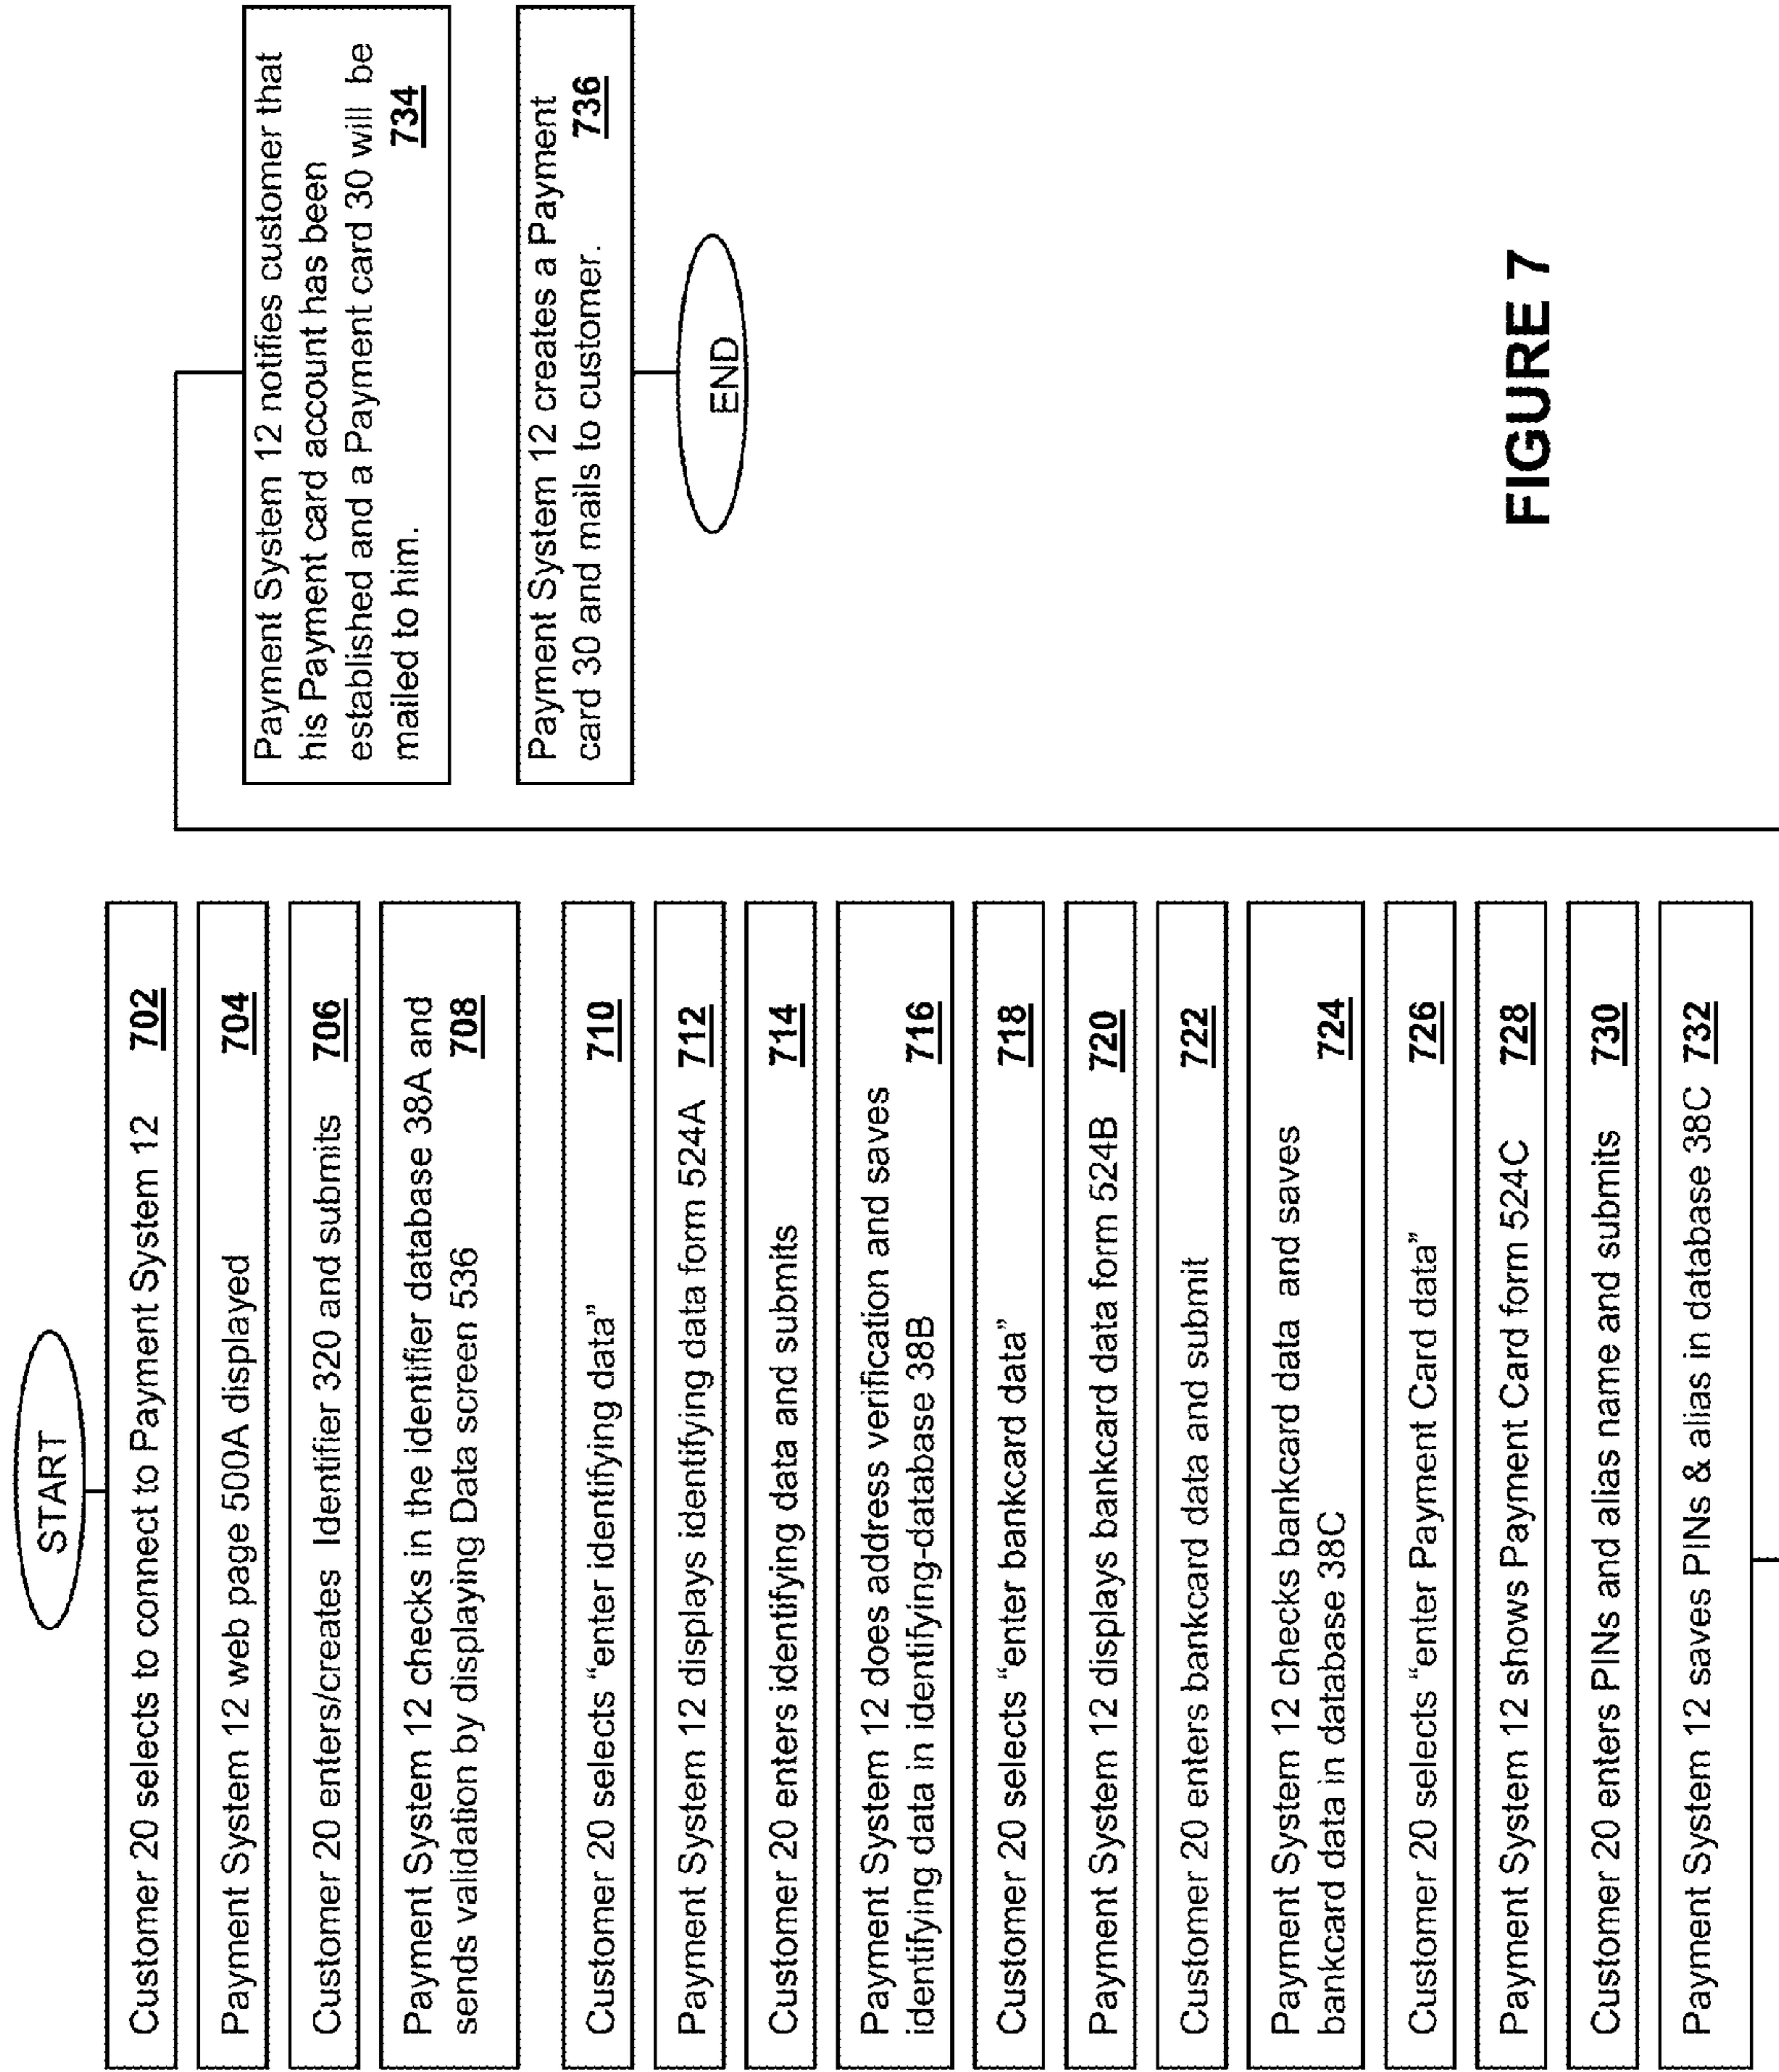 START
Customer 20 selects to connect to Payment System 12 702
Payment System 12 web page 500A displayed 704
Customer 20 enters/creates Identifier 320 and submits 706
Payment System 12 checks in the identifier database 38A and
sends validation by displaying Data screen 536 708
Customer 20 selects “enter identifying data” 710
Payment System 12 displays identifying data form 524A 712
Customer 20 enters identifying data and submits 714
Payment System 12 does address verification and saves
identifying data in identifying-database 38B 716
Customer 20 selects “enter bankcard data” 718
Payment System 12 displays bankcard data form 524B 720
Customer 20 enters bankcard data and submit 722
Payment System 12 checks bankcard data and saves
bankcard data in database 38C 724
Customer 20 selects “enter Payment Card data” 726
Payment System 12 shows Payment Card form 524C 728
Customer 20 enters PINs and alias name and submits 730
Payment System 12 saves PINs & alias in database 38C 732
Payment System 12 notifies customer that
his Payment card account has been
established and a Payment card 30 will be
mailed to him. 734
Payment System 12 creates a Payment
card 30 and mails to customer. 736
END
FIGURE 7